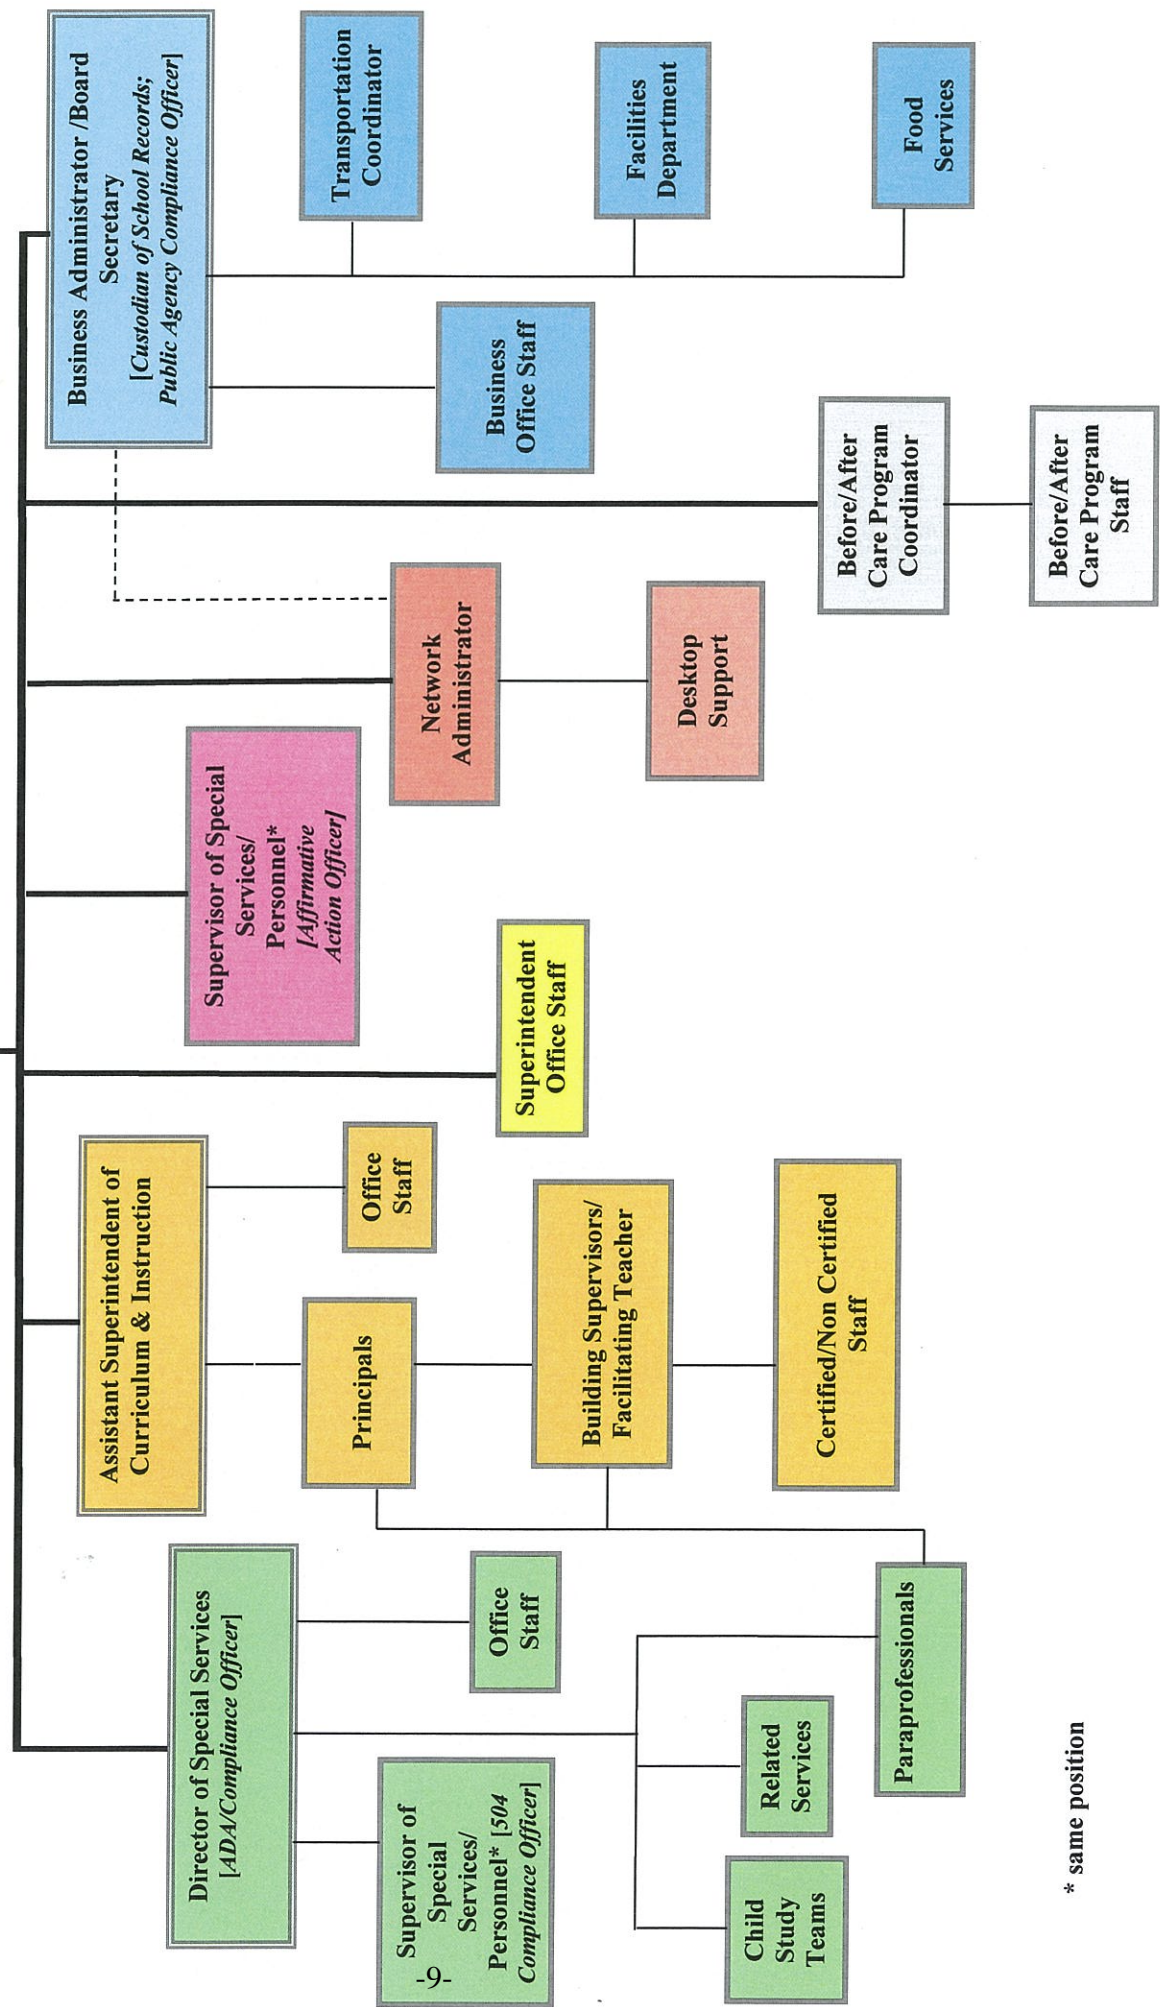 Director of Special Services
[ADA/Compliance Officer]
Supervisor of
Special
Services/
Personnel* [504
Compliance Officer]
Office
Staff
Child
Study
Teams
Related
Services
Paraprofessionals
Assistant Superintendent of
Curriculum & Instruction
Office
Staff
Principals
Building Supervisors/
Facilitating Teacher
Certified/Non Certified
Staff
Superintendent
Office Staff
Supervisor of Special
Services/
Personnel*
[Affirmative
Action Officer]
Network
Administrator
Desktop
Support
Before/After
Care Program
Coordinator
Before/After
Care Program
Staff
Business Administrator /Board
Secretary
[Custodian of School Records;
Public Agency Compliance Officer]
Business
Office Staff
Transportation
Coordinator
Facilities
Department
Food
Services
* same position
-9-